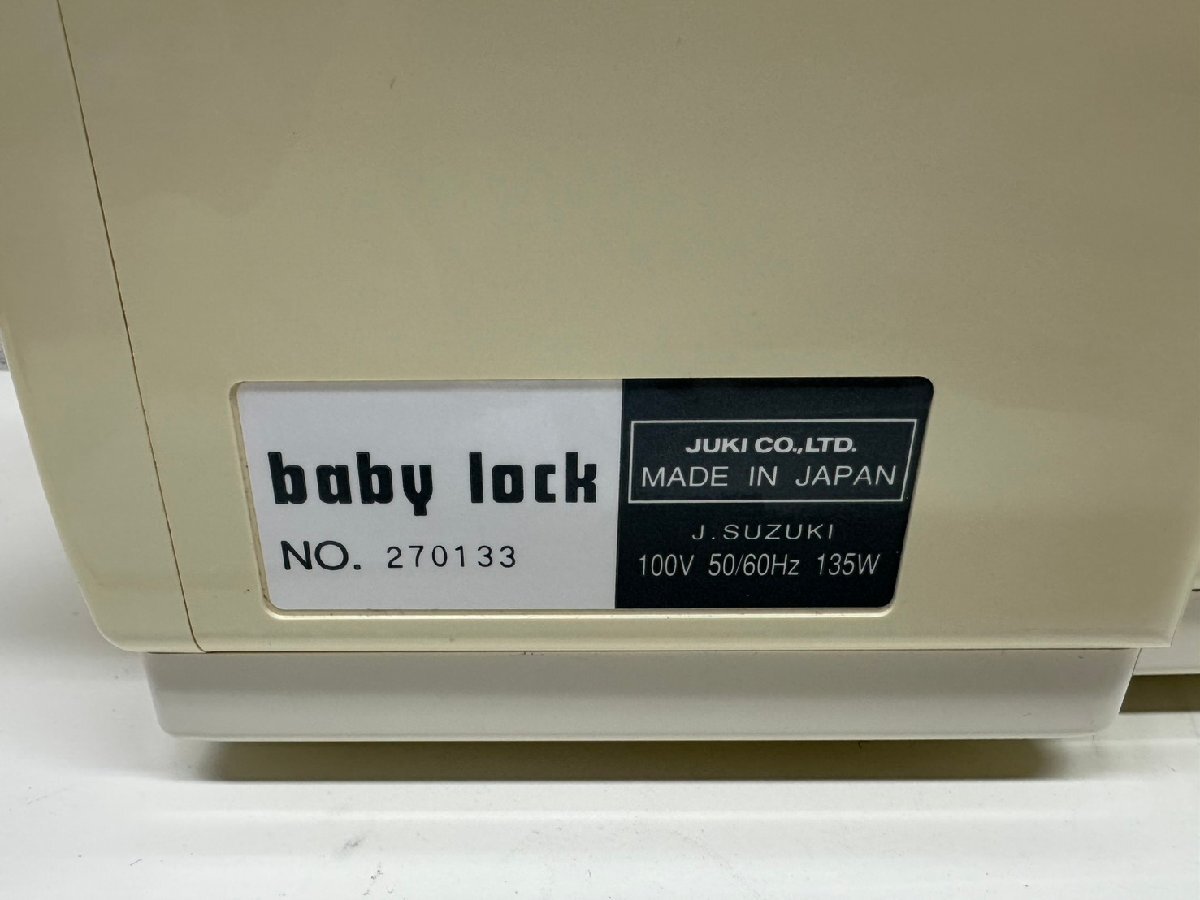 baby lock
NO. 270133
JUKI CO.,LTD.
MADE IN JAPAN
J. SUZUKI
100V 50/60Hz 135W